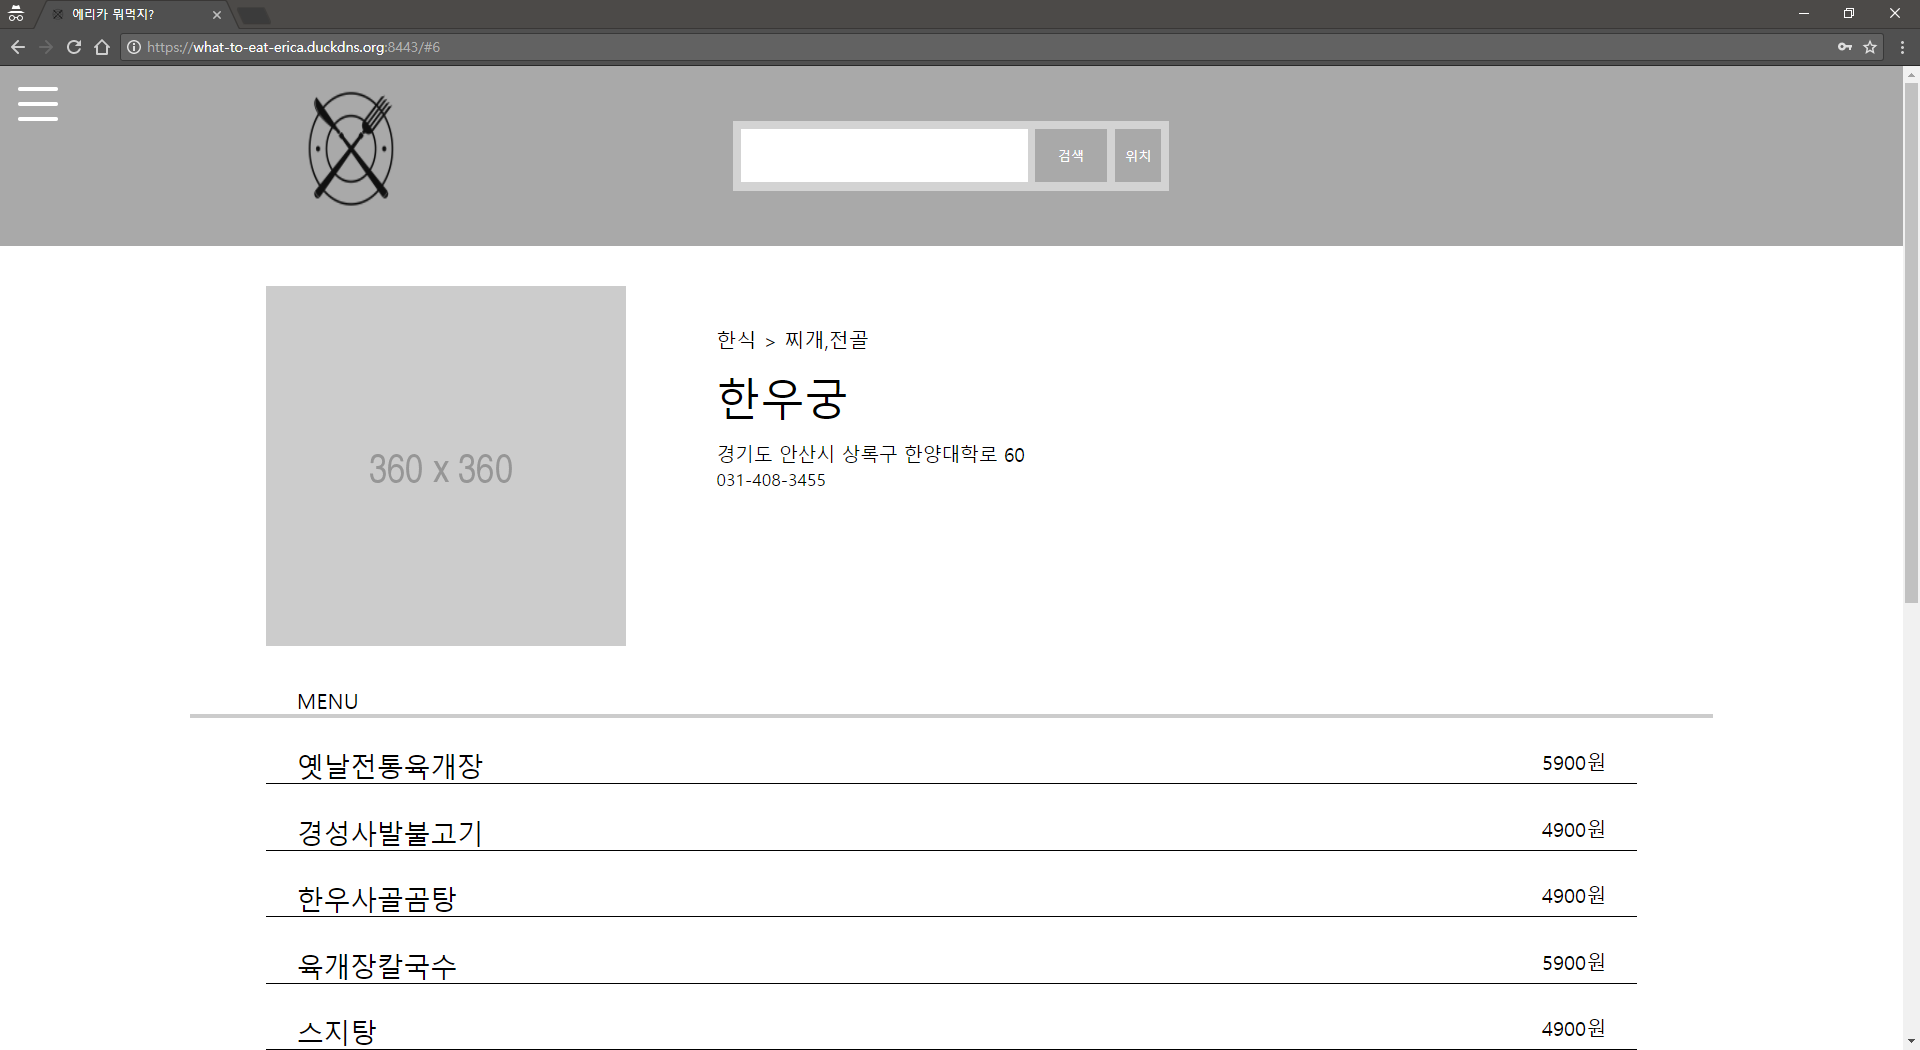 에리카 뭐먹지?
https://what-to-eat-erica.duckdns.org:8443/#6
검색
위치
360 x 360
한식 > 찌개,전골
한우궁
경기도 안산시 상록구 한양대학로 60
031-408-3455
MENU
옛날전통육개장 5900원
경성사발불고기 4900원
한우사골곰탕 4900원
육개장칼국수 5900원
스지탕 4900원